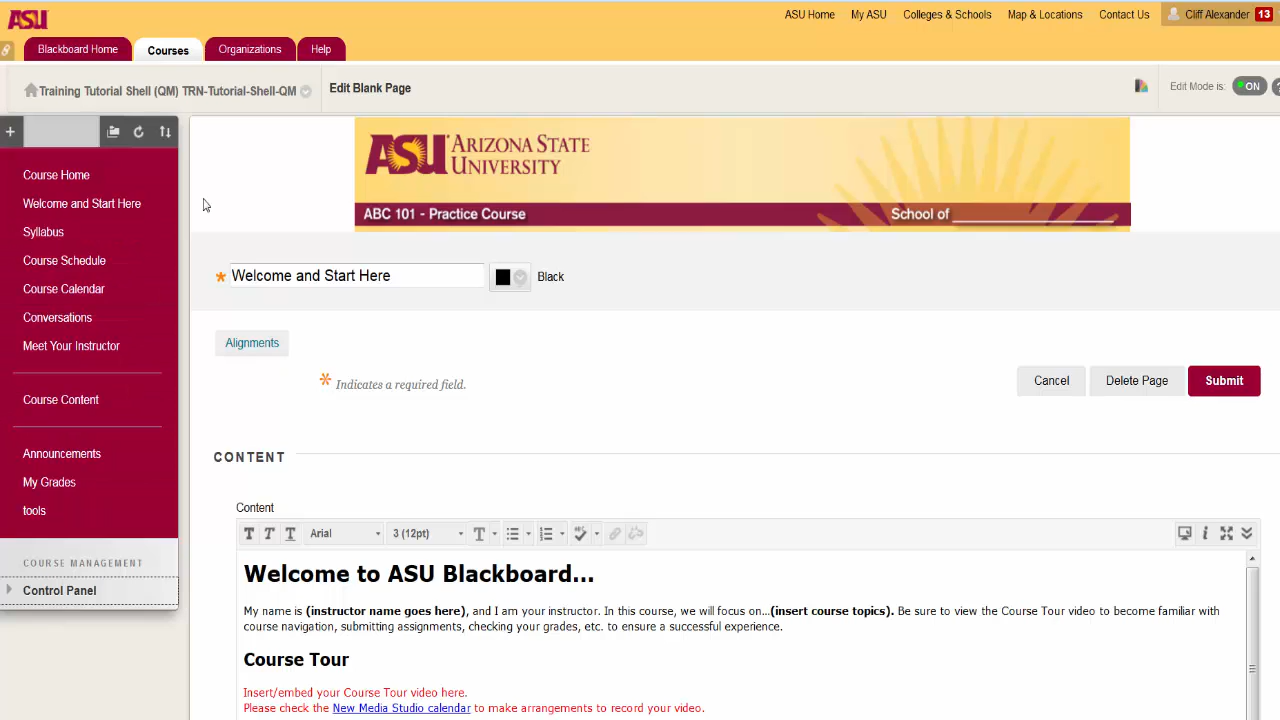 ASU
ASU Home My ASU Colleges & Schools Map & Locations Contact Us Cliff Alexander 13
Blackboard Home Courses Organizations Help
Training Tutorial Shell (QM) TRN-Tutorial-Shell-QM Edit Blank Page Edit Mode is: ON ?
ASU ARIZONA STATE
UNIVERSITY
ABC 101 - Practice Course School of ____________________
Course Home
Welcome and Start Here
Syllabus
Course Schedule
Course Calendar
Conversations
Meet Your Instructor
Course Content
Announcements
My Grades
tools
COURSE MANAGEMENT
Control Panel
* Welcome and Start Here Black
Alignments
* Indicates a required field.
Cancel Delete Page Submit
CONTENT
Content
T T T Arial 3 (12pt) T ABC i
Welcome to ASU Blackboard...
My name is (instructor name goes here), and I am your instructor. In this course, we will focus on...(insert course topics). Be sure to view the Course Tour video to become familiar with
course navigation, submitting assignments, checking your grades, etc. to ensure a successful experience.
Course Tour
Insert/embed your Course Tour video here.
Please check the New Media Studio calendar to make arrangements to record your video.